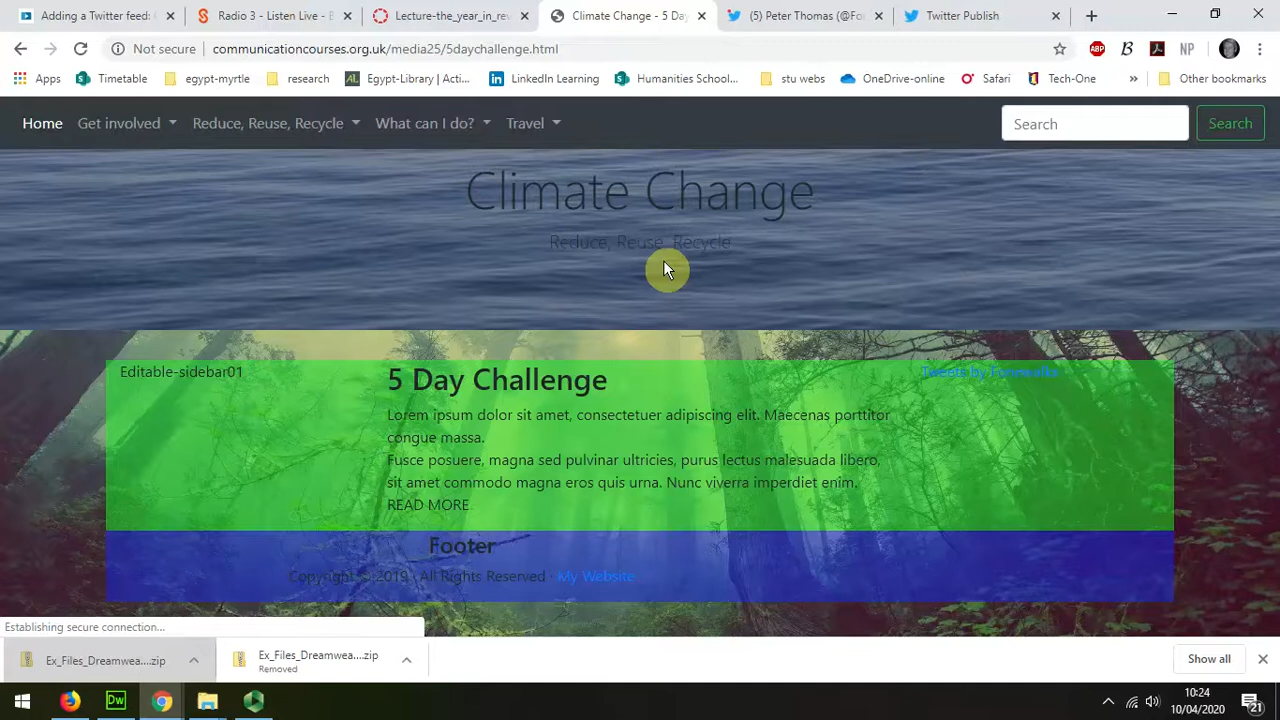 Adding a Twitter feed:
Radio 3 - Listen Live -
Lecture-the_year_in_rev
Climate Change - 5 Da
(5) Peter Thomas (@Fo
Twitter Publish
Not secure
communicationcourses.org.uk/media25/5daychallenge.html
ABP
B
NP
Apps
Timetable
egypt-myrtle
research
AL
Egypt-Library | Acti...
LinkedIn Learning
Humanities School...
stu webs
OneDrive-online
Safari
Tech-One
»
Other bookmarks
Home
Get involved
Reduce, Reuse, Recycle
What can I do?
Travel
Search
Search
Climate Change
Reduce, Reuse, Recycle
Editable-sidebar01
5 Day Challenge
Lorem ipsum dolor sit amet, consectetuer adipiscing elit. Maecenas porttitor
congue massa.
Fusce posuere, magna sed pulvinar ultricies, purus lectus malesuada libero,
sit amet commodo magna eros quis urna. Nunc viverra imperdiet enim.
READ MORE.
Tweets by
Footer
Copyright © 2019 · All Rights Reserved · My Website
Establishing secure connection...
Ex_Files_Dreamwea....zip
Ex_Files_Dreamwea....zip
Removed
Show all
Dw
10:24
10/04/2020
21